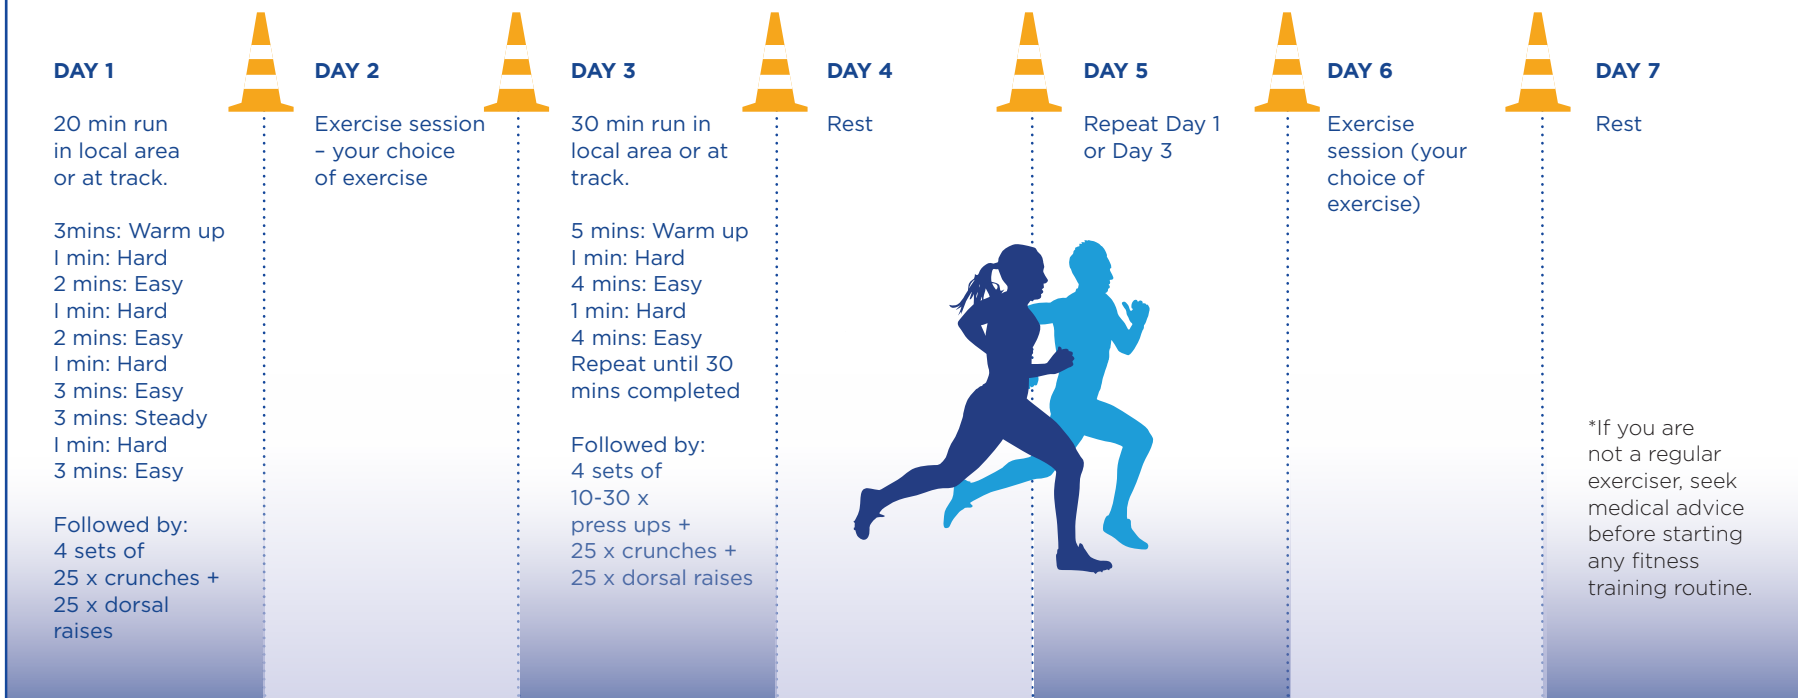 DAY 1
20 min run
in local area
or at track.
3mins: Warm up
I min: Hard
2 mins: Easy
I min: Hard
2 mins: Easy
I min: Hard
3 mins: Easy
3 mins: Steady
I min: Hard
3 mins: Easy
Followed by:
4 sets of
25 x crunches +
25 x dorsal
raises
DAY 2
Exercise session
– your choice
of exercise
DAY 3
30 min run in
local area or at
track.
5 mins: Warm up
I min: Hard
4 mins: Easy
1 min: Hard
4 mins: Easy
Repeat until 30
mins completed
Followed by:
4 sets of
10-30 x
press ups +
25 x crunches +
25 x dorsal raises
DAY 4
Rest
DAY 5
Repeat Day 1
or Day 3
DAY 6
Exercise
session (your
choice of
exercise)
DAY 7
Rest
*If you are
not a regular
exerciser, seek
medical advice
before starting
any fitness
training routine.